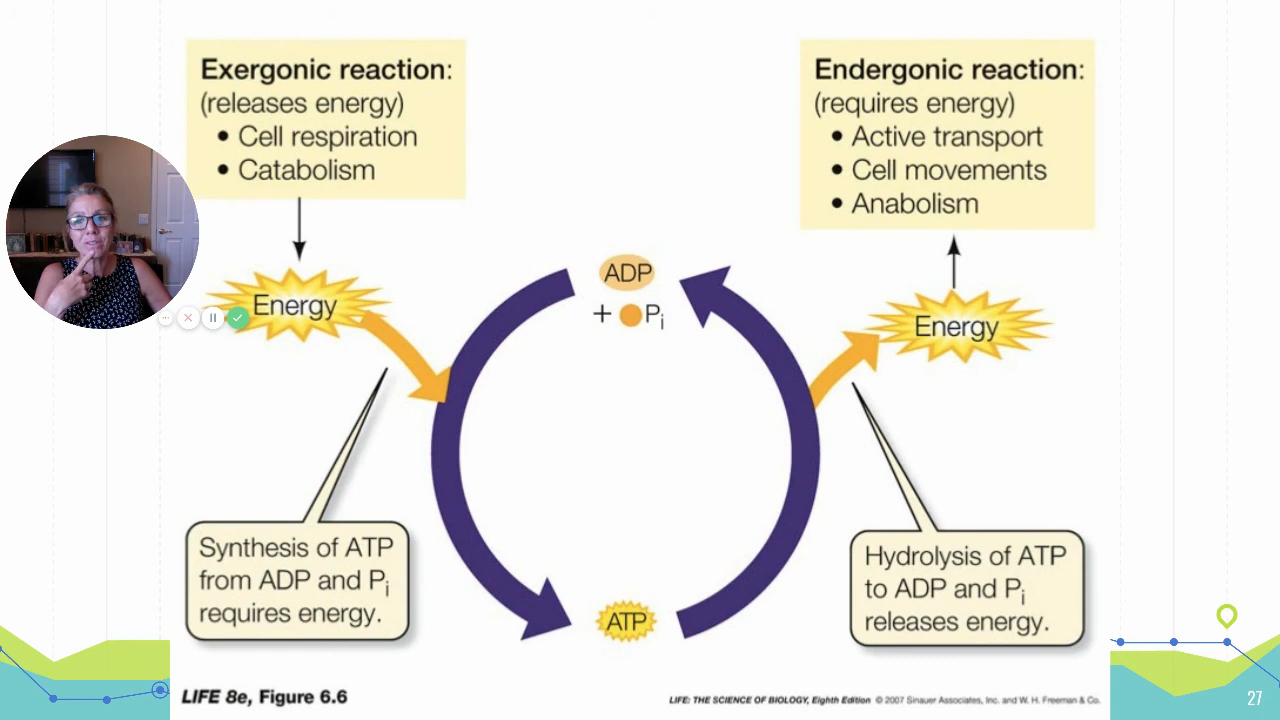 Exergonic reaction:
(releases energy)
• Cell respiration
• Catabolism
Endergonic reaction:
(requires energy)
• Active transport
• Cell movements
• Anabolism
Energy
ADP
+ Pi
Energy
Synthesis of ATP
from ADP and Pi
requires energy.
ATP
Hydrolysis of ATP
to ADP and Pi
releases energy.
LIFE 8e, Figure 6.6
LIFE: THE SCIENCE OF BIOLOGY, Eighth Edition © 2007 Sinauer Associates, Inc. and W. H. Freeman & Co.
27